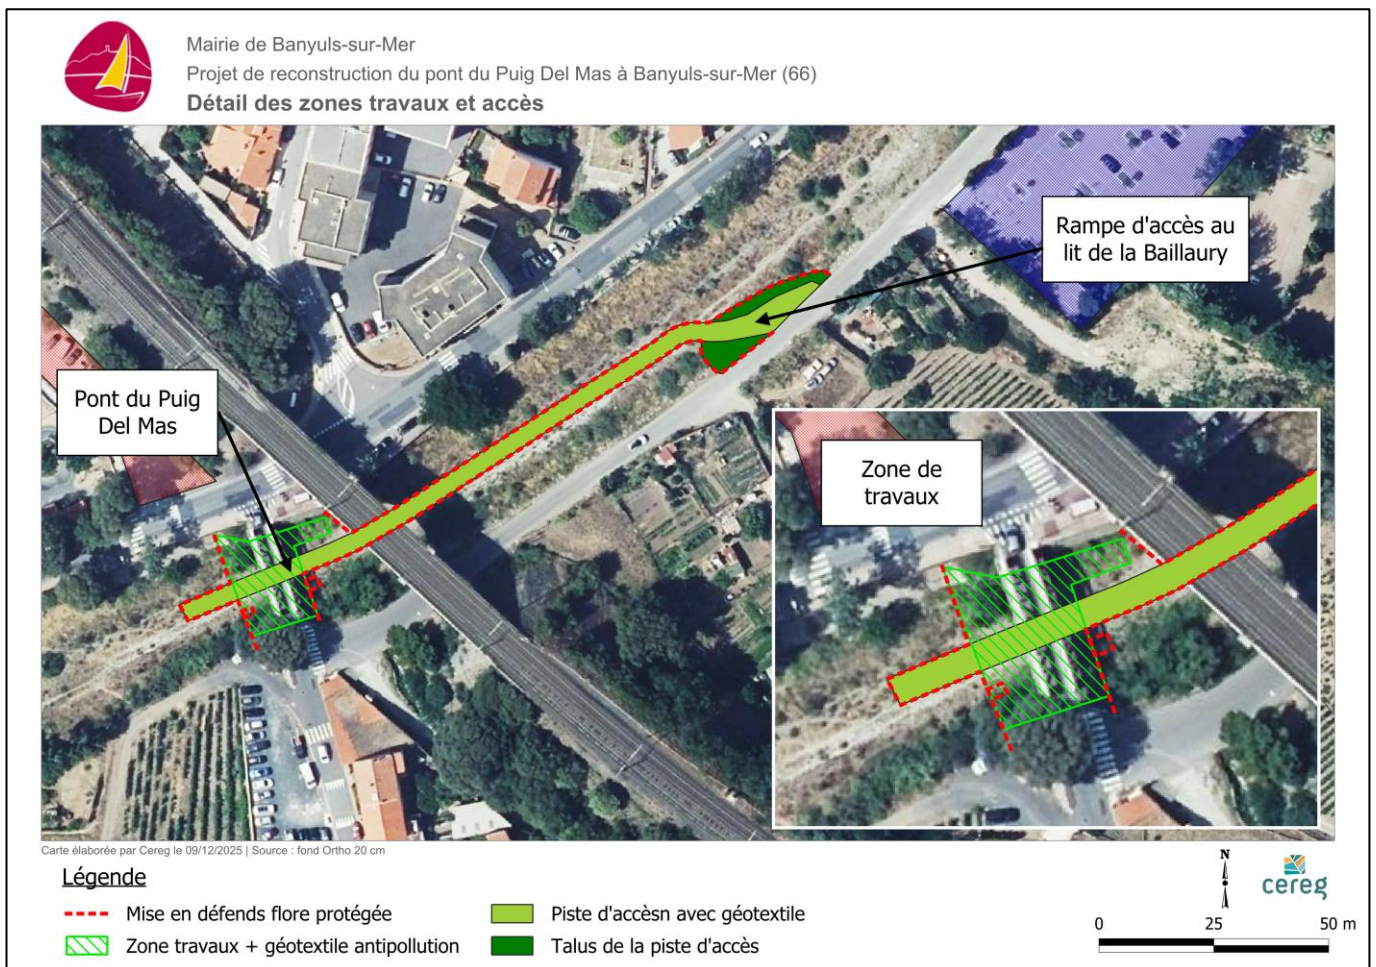 Mairie de Banyuls-sur-Mer
Projet de reconstruction du pont du Puig Del Mas à Banyuls-sur-Mer (66)
Détail des zones travaux et accès
Rampe d'accès au
lit de la Baillaury
Pont du Puig
Del Mas
Zone de
travaux
Carte élaborée par Cereg le 09/12/2025 | Source : fond Ortho 20 cm
Légende
Mise en défends flore protégée
Zone travaux + géotextile antipollution
Piste d'accèsn avec géotextile
Talus de la piste d'accès
N
cereg
0 25 50 m